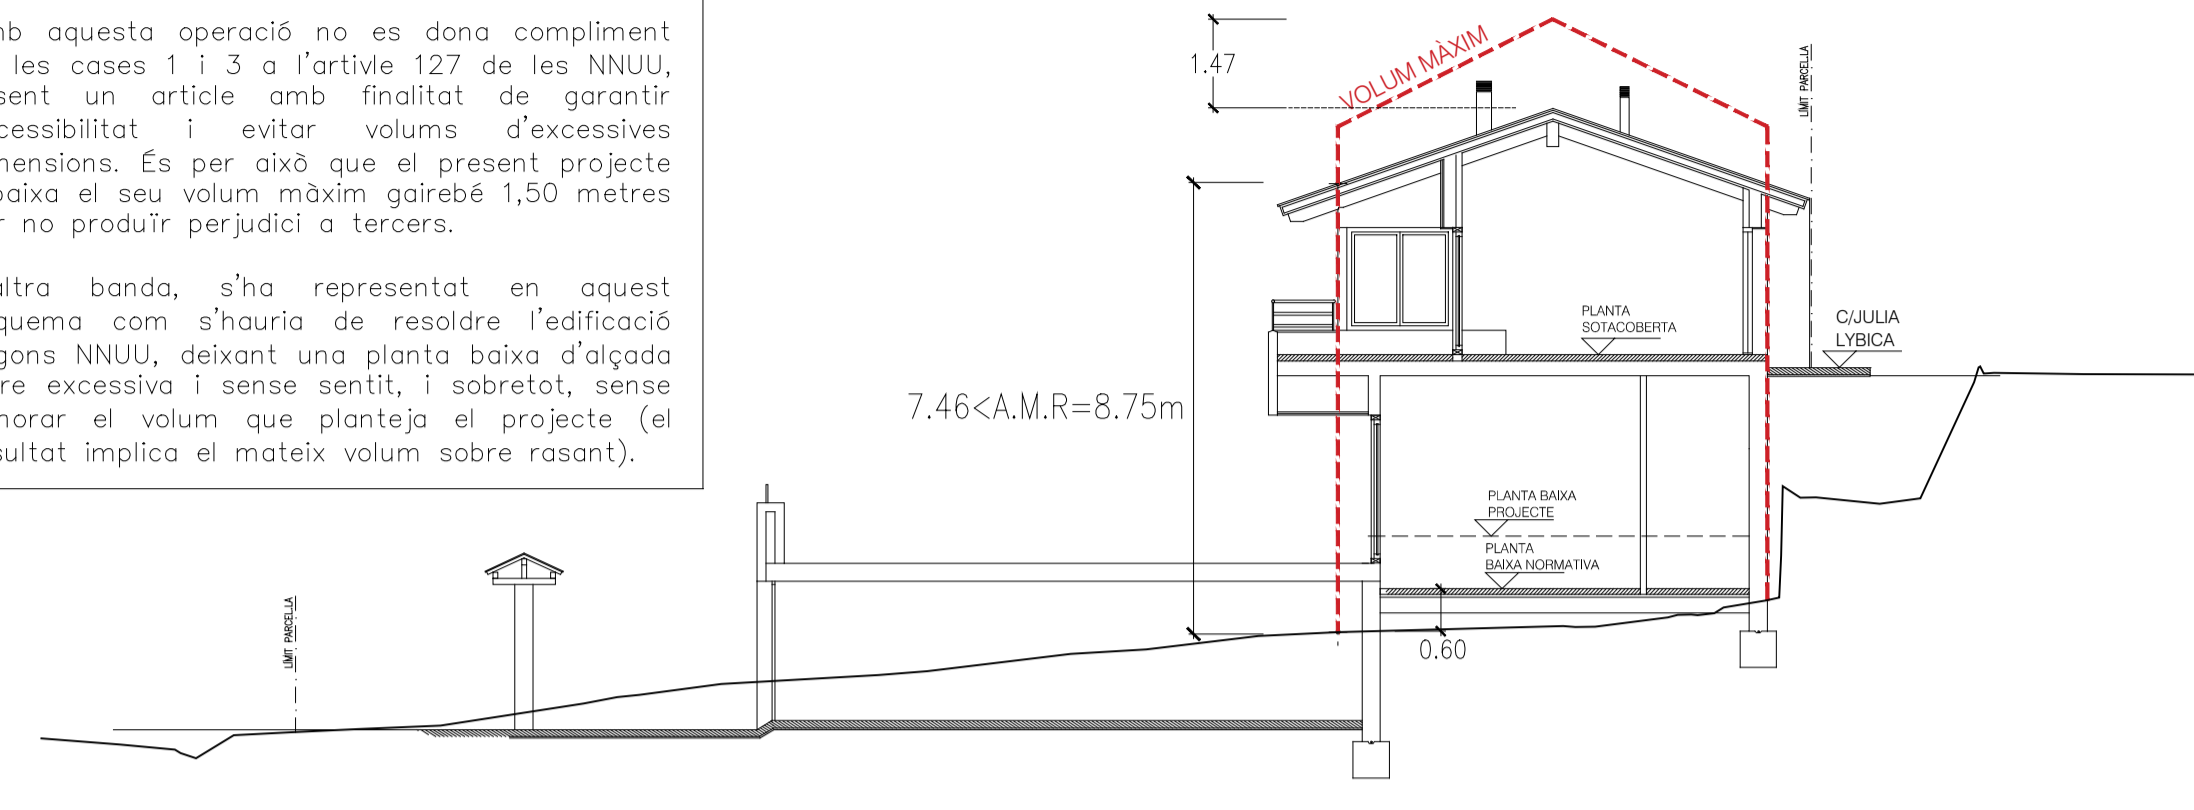 mb aquesta operació no es dona compliment
les cases 1 i 3 a l'artivle 127 de les NNUU,
sent un article amb finalitat de garantir
cessibilitat i evitar volums d'excessives
mensions. És per això que el present projecte
baixa el seu volum màxim gairebé 1,50 metres
r no produïr perjudici a tercers.
altra banda, s'ha representat en aquest
quema com s'hauria de resoldre l'edificació
gons NNUU, deixant una planta baixa d'alçada
re excessiva i sense sentit, i sobretot, sense
norar el volum que planteja el projecte (el
sultat implica el mateix volum sobre rasant).
1.47
VOLUM MÀXIM
LÍMIT PARCEL.LA
PLANTA
SOTACOBERTA
C/JULIA
LYBICA
7.46<A.M.R=8.75m
PLANTA BAIXA
PROJECTE
PLANTA
BAIXA NORMATIVA
0.60
LÍMIT PARCEL.LA